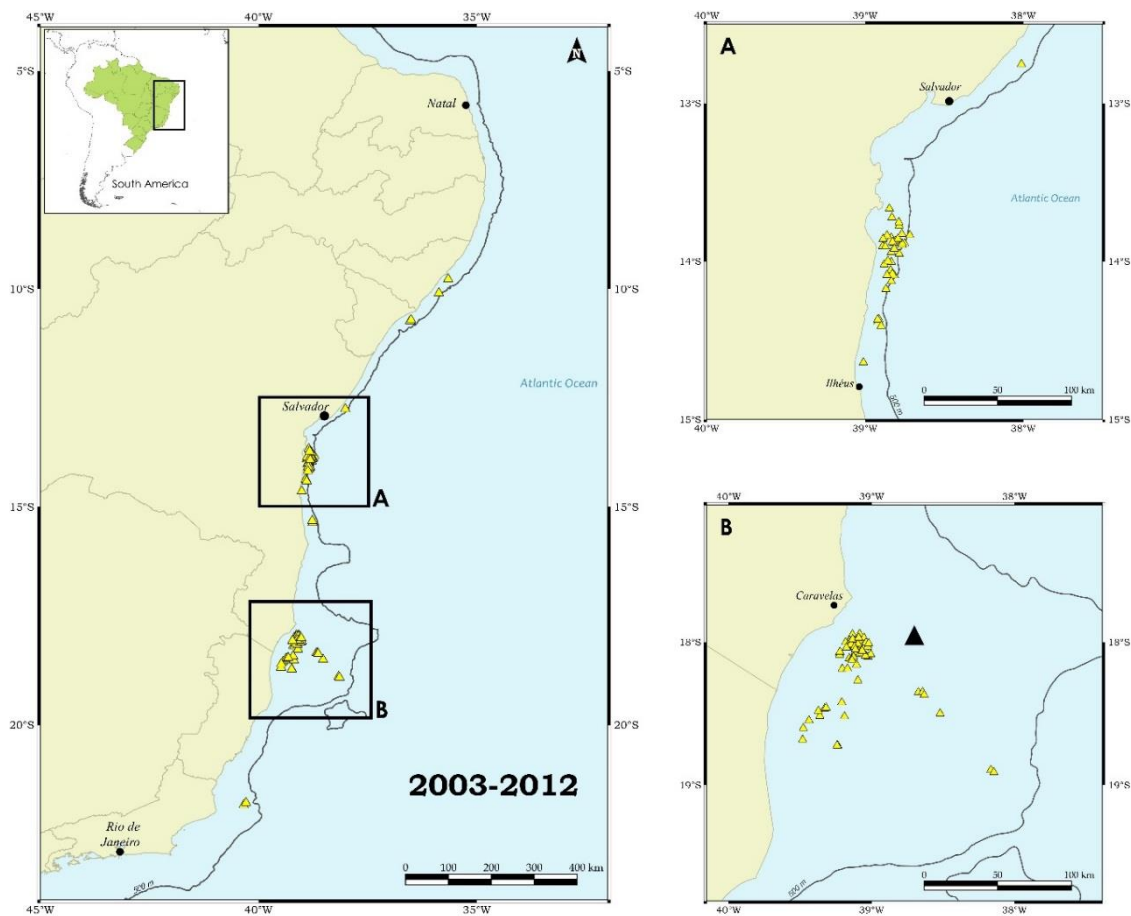 40°W
35°W
N
5°S
Natal
South America
10°S
10°S
45°W
Atlantic Ocean
Salvador
A
15°S
15°S
B
20°S
20°S
2003-2012
Rio de
Janeiro
0 100 200 300 400 km
500 m
45°W
40°W
35°W
39°W
38°W
A
Salvador
13°S
13°S
Atlantic Ocean
14°S
14°S
Ilhéus
0 50 100 km
500 m
15°S
40°W
39°W
38°W
15°S
40°W
39°W
38°W
B
Caravelas
18°S
18°S
19°S
19°S
0 50 100 km
500 m
40°W
39°W
38°W